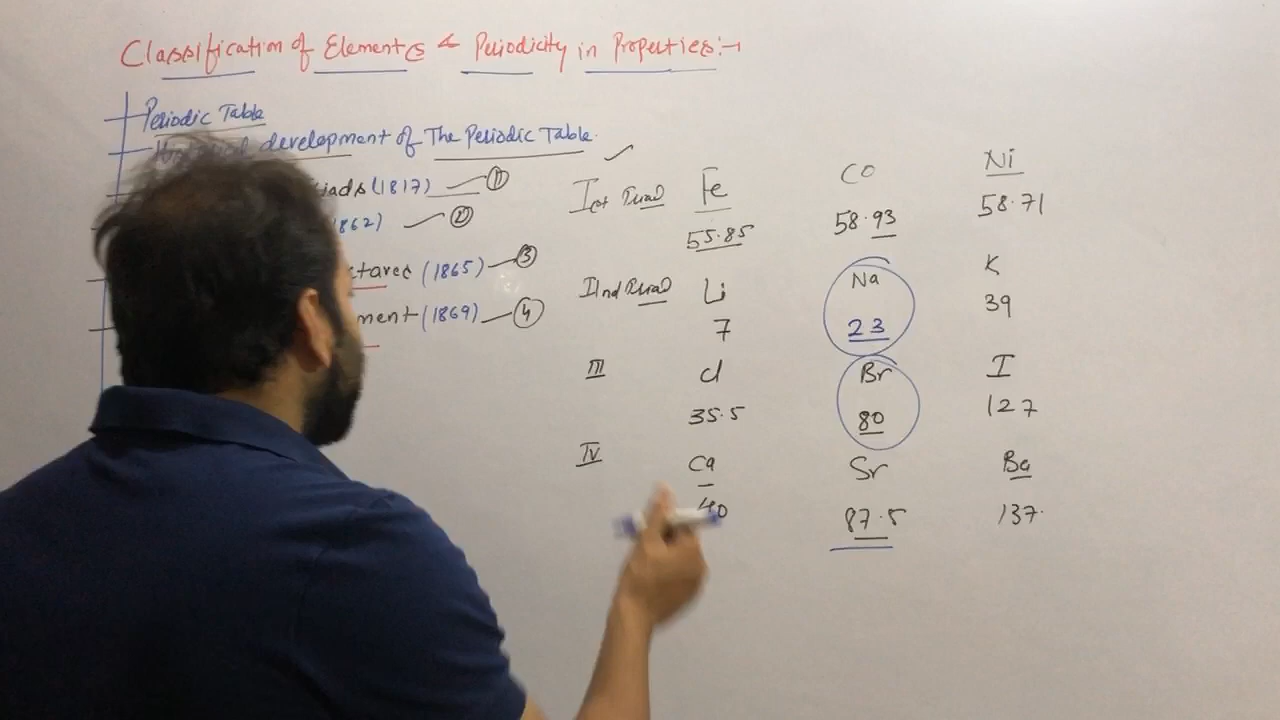 Classification of Elements & Periodicity in Properties:-
Periodic Table
development of The Periodic Table.
iads (1817) — ①
1862) — ②
ctaves (1865) — ③
ment (1869) — ④
Ist Triad Fe Co Ni
55.85 58.93 58.71
IInd Triad Li Na K
7 23 39
III Cl Br I
35.5 80 127
IV Ca Sr Ba
40 87.5 137.